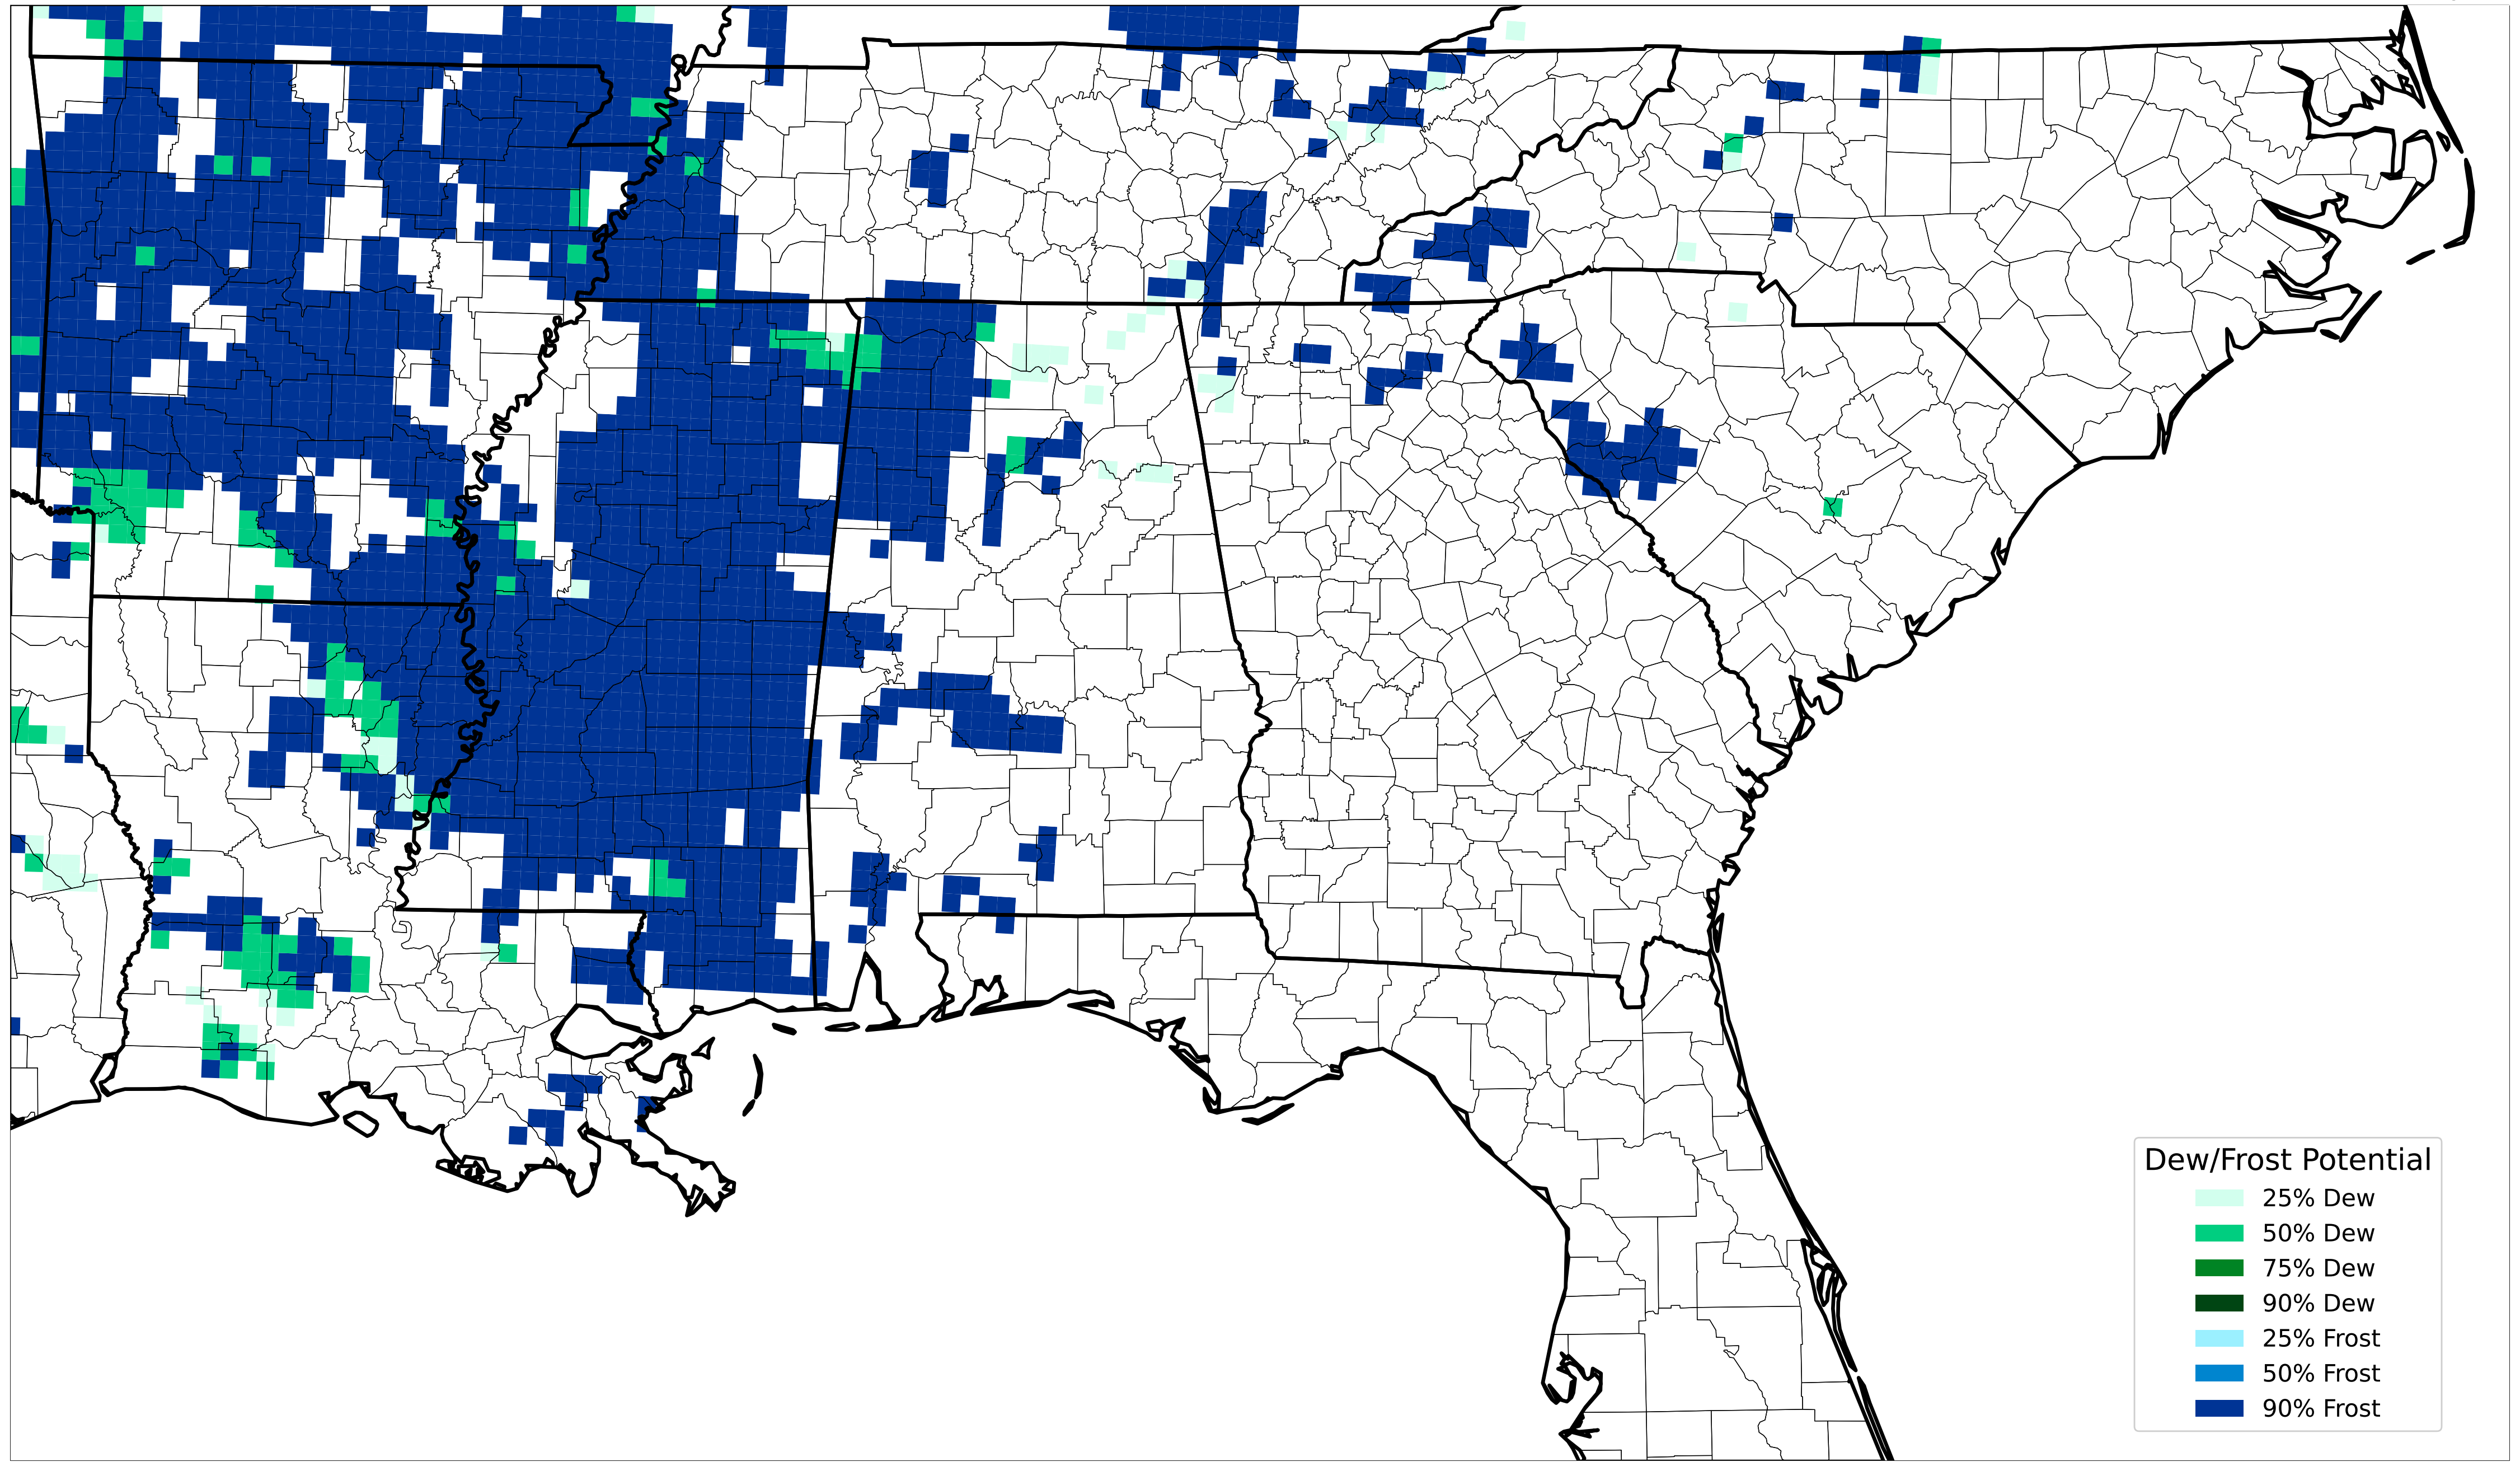 Dew/Frost Potential
25% Dew
50% Dew
75% Dew
90% Dew
25% Frost
50% Frost
90% Frost